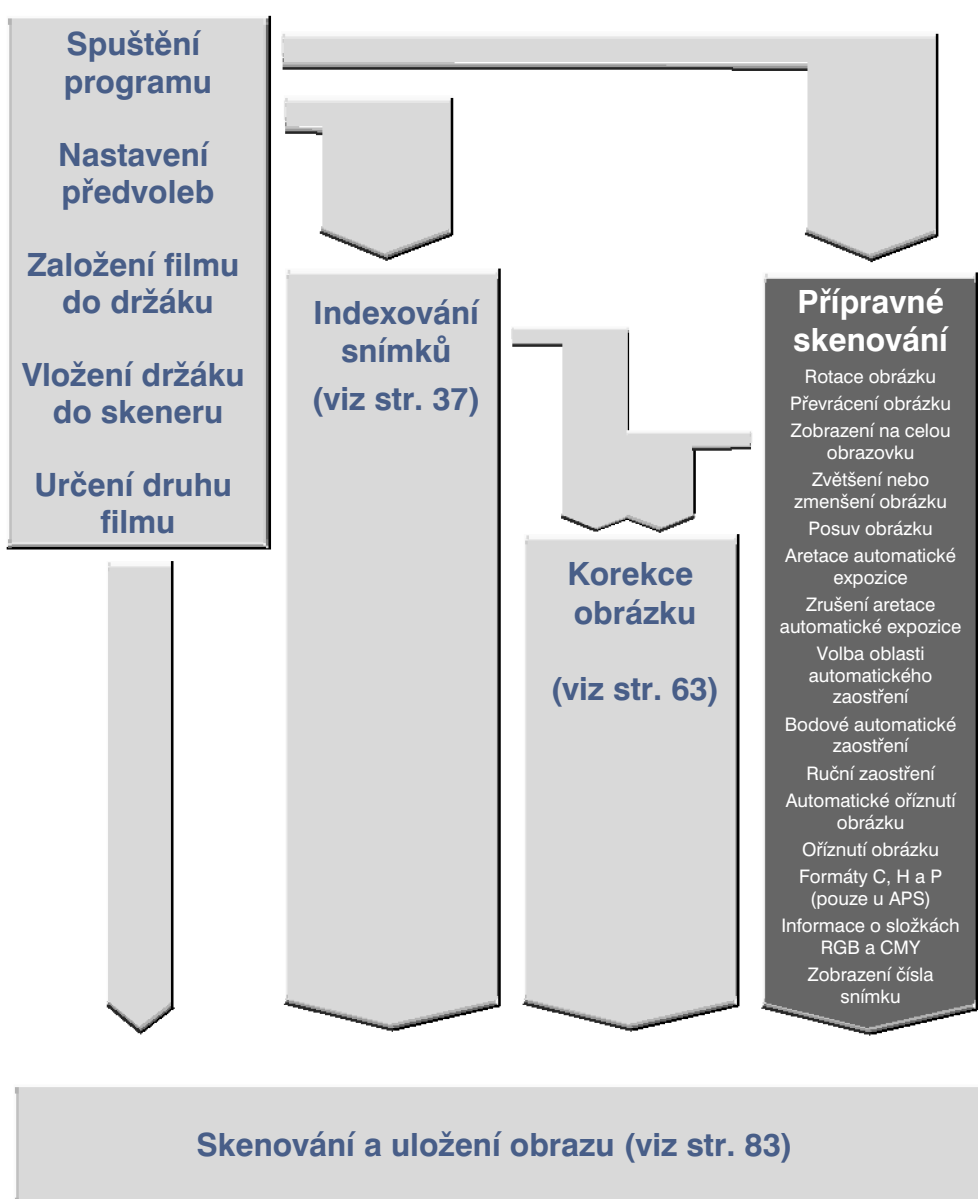 Spuštění
programu
Nastavení
předvoleb
Založení filmu
do držáku
Vložení držáku
do skeneru
Určení druhu
filmu
Indexování
snímků
(viz str. 37)
Korekce
obrázku
(viz str. 63)
Přípravné
skenování
Rotace obrázku
Převrácení obrázku
Zobrazení na celou
obrazovku
Zvětšení nebo
zmenšení obrázku
Posuv obrázku
Aretace automatické
expozice
Zrušení aretace
automatické expozice
Volba oblasti
automatického
zaostření
Bodové automatické
zaostření
Ruční zaostření
Automatické oříznutí
obrázku
Oříznutí obrázku
Formáty C, H a P
(pouze u APS)
Informace o složkách
RGB a CMY
Zobrazení čísla
snímku
Skenování a uložení obrazu (viz str. 83)